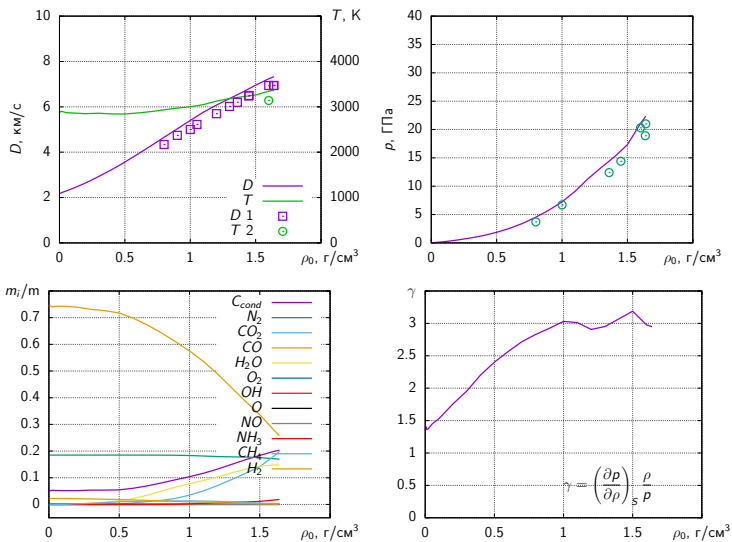 T, K
10
8
6
4
2
0
D, км/с
4000
3000
2000
1000
0
D
T
D 1
T 2
0 0.5 1 1.5 ρ₀, г/см³
40
35
30
25
20
15
10
5
0
p, ГПа
0 0.5 1 1.5 ρ₀, г/см³
mᵢ/m
0.7
0.6
0.5
0.4
0.3
0.2
0.1
0
C_cond
N₂
CO₂
CO
H₂O
O₂
OH
O
NO
NH₃
CH₄
H₂
0 0.5 1 1.5 ρ₀, г/см³
γ
3.5
3
2.5
2
1.5
1
0.5
0
γ = (∂p/∂ρ)_S ρ/p
0 0.5 1 1.5 ρ₀, г/см³